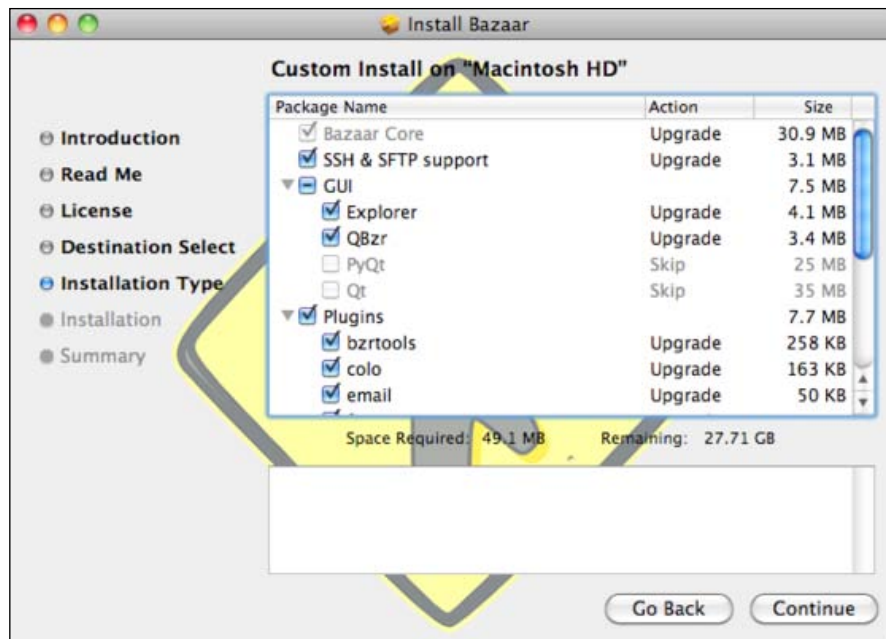 Install Bazaar
Custom Install on “Macintosh HD”
Introduction
Read Me
License
Destination Select
Installation Type
Installation
Summary
Package Name Action Size
Bazaar Core Upgrade 30.9 MB
SSH & SFTP support Upgrade 3.1 MB
GUI 7.5 MB
Explorer Upgrade 4.1 MB
QBzr Upgrade 3.4 MB
PyQt Skip 25 MB
Qt Skip 35 MB
Plugins 7.7 MB
bzrtools Upgrade 258 KB
colo Upgrade 163 KB
email Upgrade 50 KB
Space Required: 49.1 MB Remaining: 27.71 GB
Go Back Continue